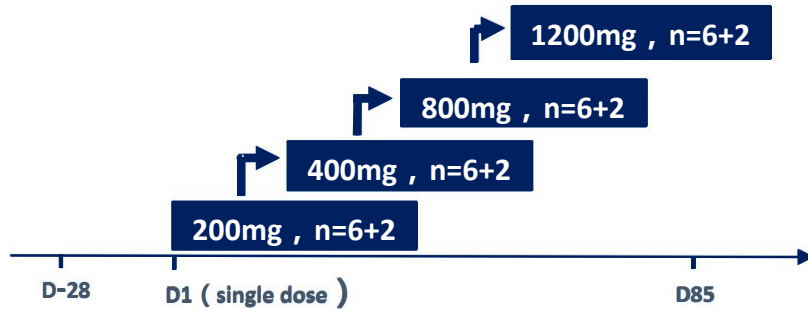 1200mg , n=6+2
800mg , n=6+2
400mg , n=6+2
200mg , n=6+2
D-28 D1 ( single dose ) D85